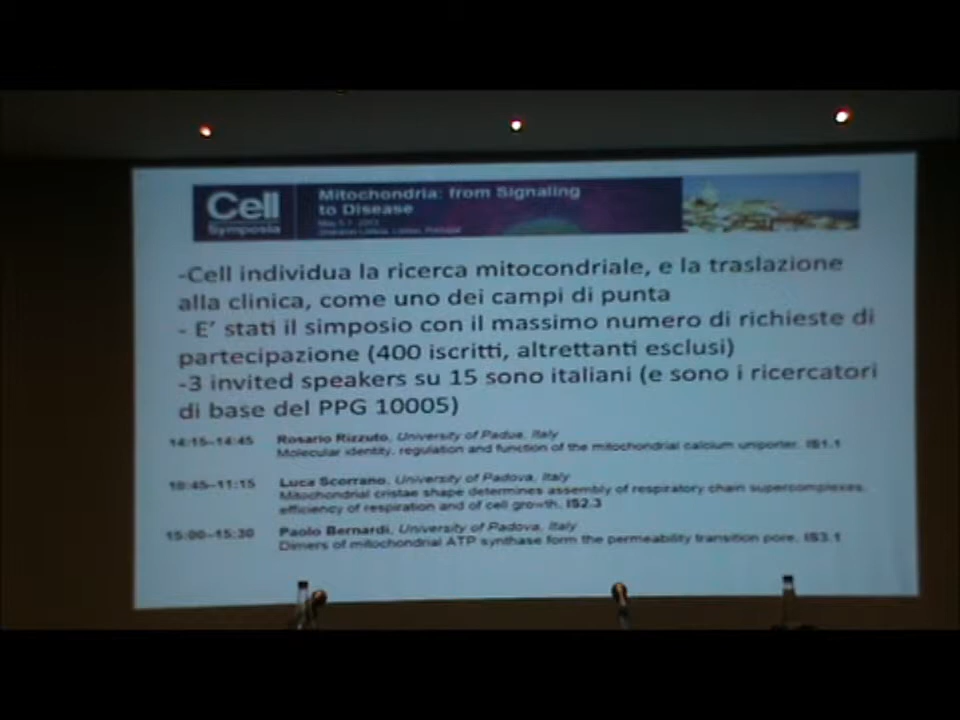 Cell
Symposia
Mitochondria: from Signaling
to Disease
May 5-7, 2013
Lisbon, Portugal
-Cell individua la ricerca mitocondriale, e la traslazione
alla clinica, come uno dei campi di punta
- E' stati il simposio con il massimo numero di richieste di
partecipazione (400 iscritti, altrettanti esclusi)
-3 invited speakers su 15 sono italiani (e sono i ricercatori
di base del PPG 10005)
14:15–14:45 Rosario Rizzuto, University of Padua, Italy
Molecular identity, regulation and function of the mitochondrial calcium uniporter, IS1.1
10:45–11:15 Luca Scorrano, University of Padova, Italy
Mitochondrial cristae shape determines assembly of respiratory chain supercomplexes,
efficiency of respiration and of cell growth, IS2.3
15:00–15:30 Paolo Bernardi, University of Padova, Italy
Dimers of mitochondrial ATP synthase form the permeability transition pore, IS3.1